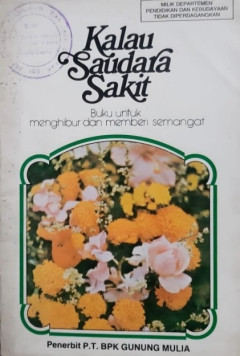 MILIK DEPARTEMEN
PENDIDIKAN DAN KEBUDAYAAN
TIDAK DIPERDAGANGKAN
Kalau
Saudara
Sakit
Buku untuk
menghibur dan memberi semangat
Penerbit P.T. BPK GUNUNG MULIA